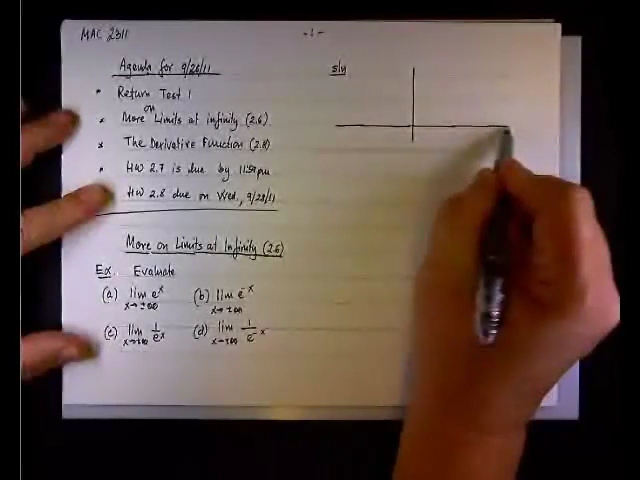 MAC 2311
- 1 -
Agenda for 9/26/11
• Return Test 1
• More on Limits at infinity (2.6)
• The Derivative Function (2.8)
• HW 2.7 is due by 11:59pm
HW 2.8 due on Wed., 9/28/11
More on Limits at Infinity (2.6)
Ex. Evaluate
(a) lim x→±∞ e^x (b) lim x→±∞ e^-x
(c) lim x→±∞ 1/e^x (d) lim x→±∞ 1/e^-x
sln